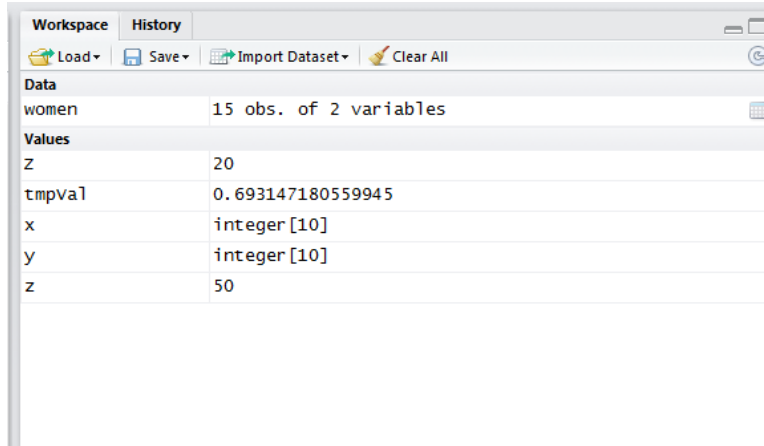 Workspace History
Load Save Import Dataset Clear All
Data
women 15 obs. of 2 variables
Values
Z 20
tmpVal 0.693147180559945
x integer[10]
y integer[10]
z 50